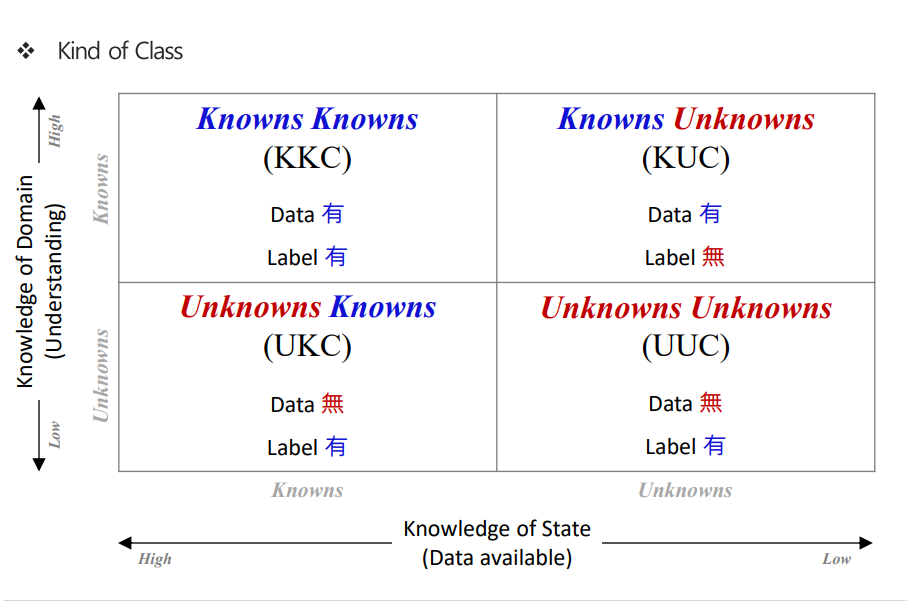 ❖ Kind of Class
Knowns Knowns
(KKC)
Data 有
Label 有
Knowns Unknowns
(KUC)
Data 有
Label 無
Unknowns Knowns
(UKC)
Data 無
Label 有
Unknowns Unknowns
(UUC)
Data 無
Label 有
High
Knowledge of Domain
(Understanding)
Low
Knowns
Unknowns
Knowns
Unknowns
Knowledge of State
(Data available)
High
Low